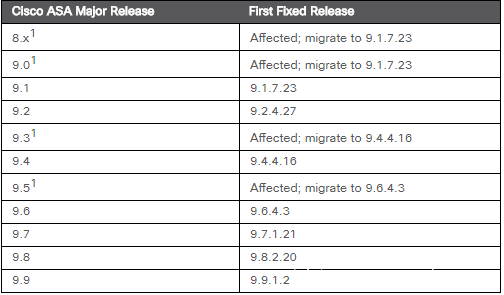 Cisco ASA Major Release First Fixed Release
8.x1 Affected; migrate to 9.1.7.23
9.01 Affected; migrate to 9.1.7.23
9.1 9.1.7.23
9.2 9.2.4.27
9.31 Affected; migrate to 9.4.4.16
9.4 9.4.4.16
9.51 Affected; migrate to 9.6.4.3
9.6 9.6.4.3
9.7 9.7.1.21
9.8 9.8.2.20
9.9 9.9.1.2